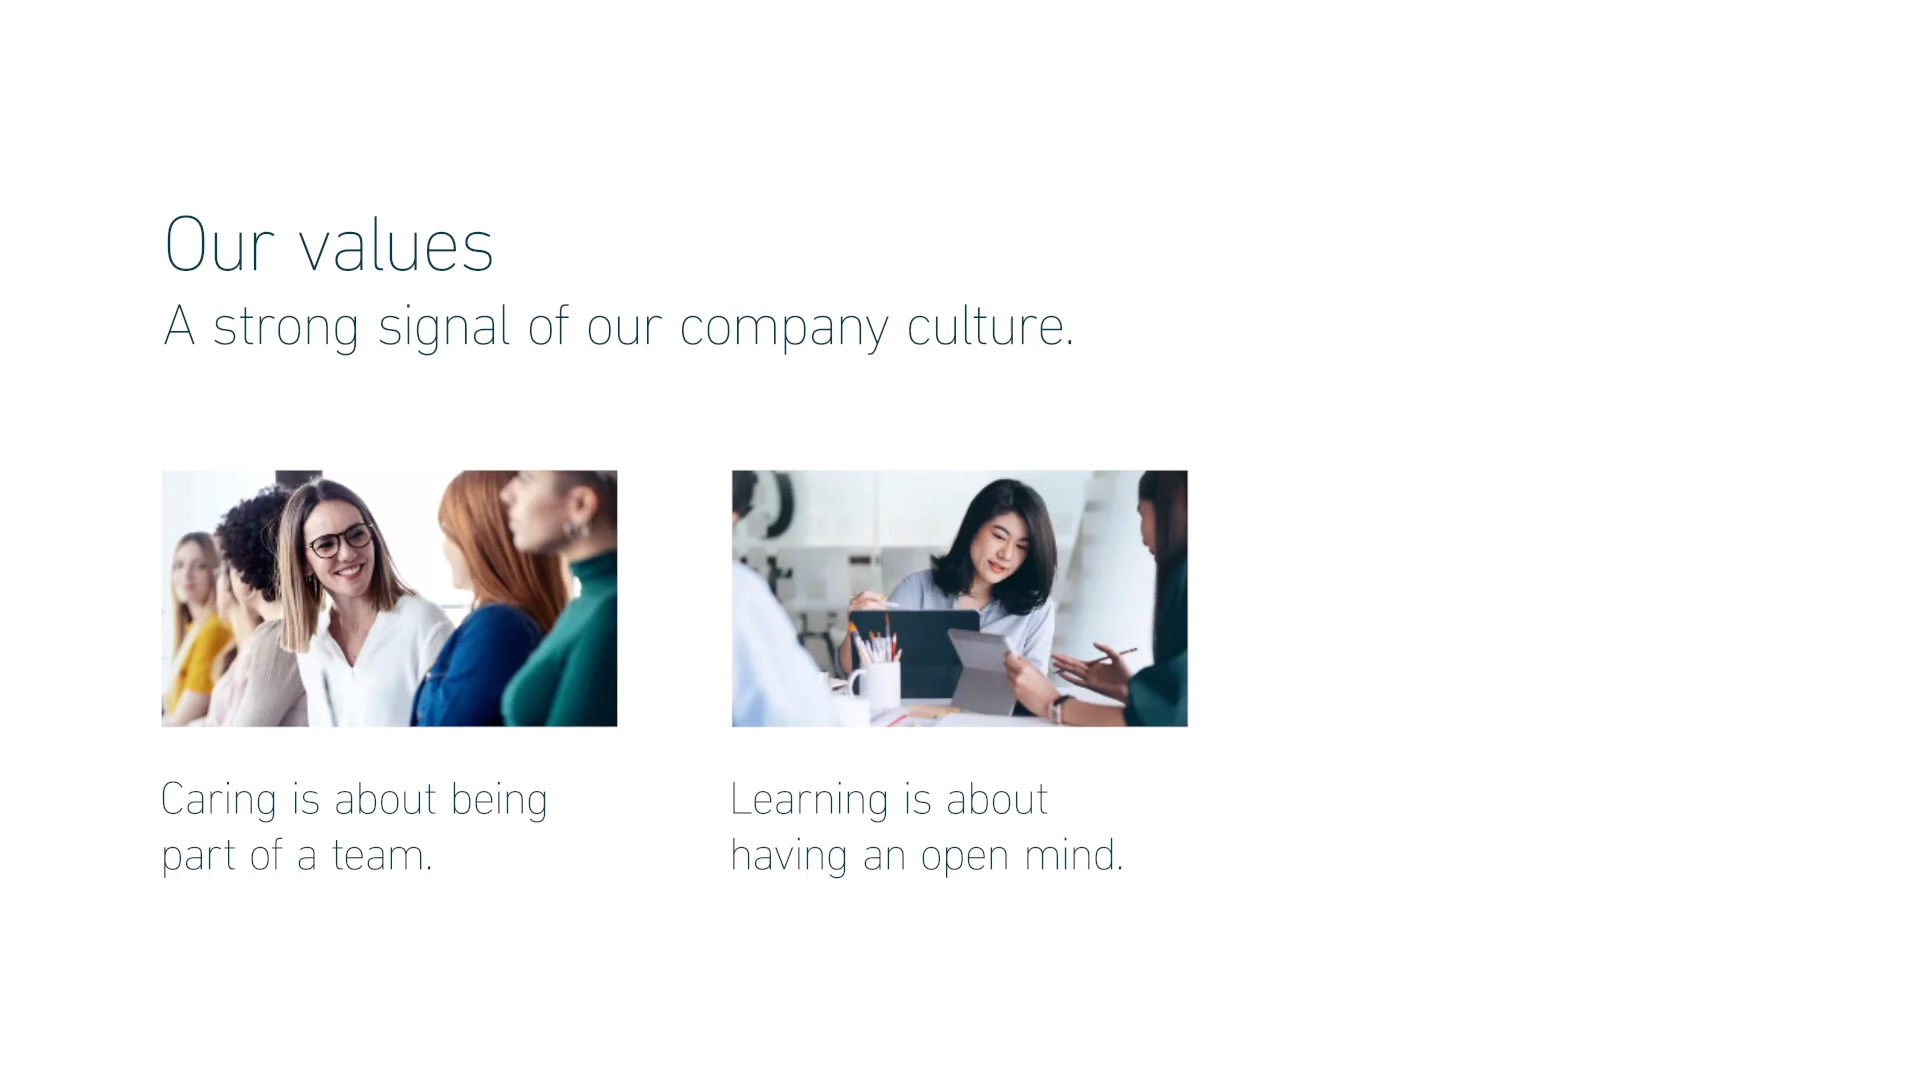 Our values
A strong signal of our company culture.
Caring is about being
part of a team.
Learning is about
having an open mind.